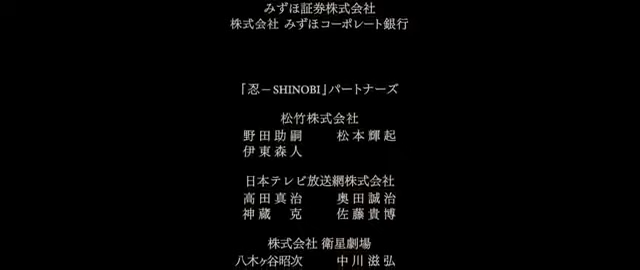 みずほ証券株式会社
株式会社 みずほコーポレート銀行
「忍－SHINOBI」パートナーズ
松竹株式会社
野田助嗣 松本輝起
伊東森人
日本テレビ放送網株式会社
高田真治 奥田誠治
神蔵 克 佐藤貴博
株式会社 衛星劇場
八木ヶ谷昭次 中川滋弘